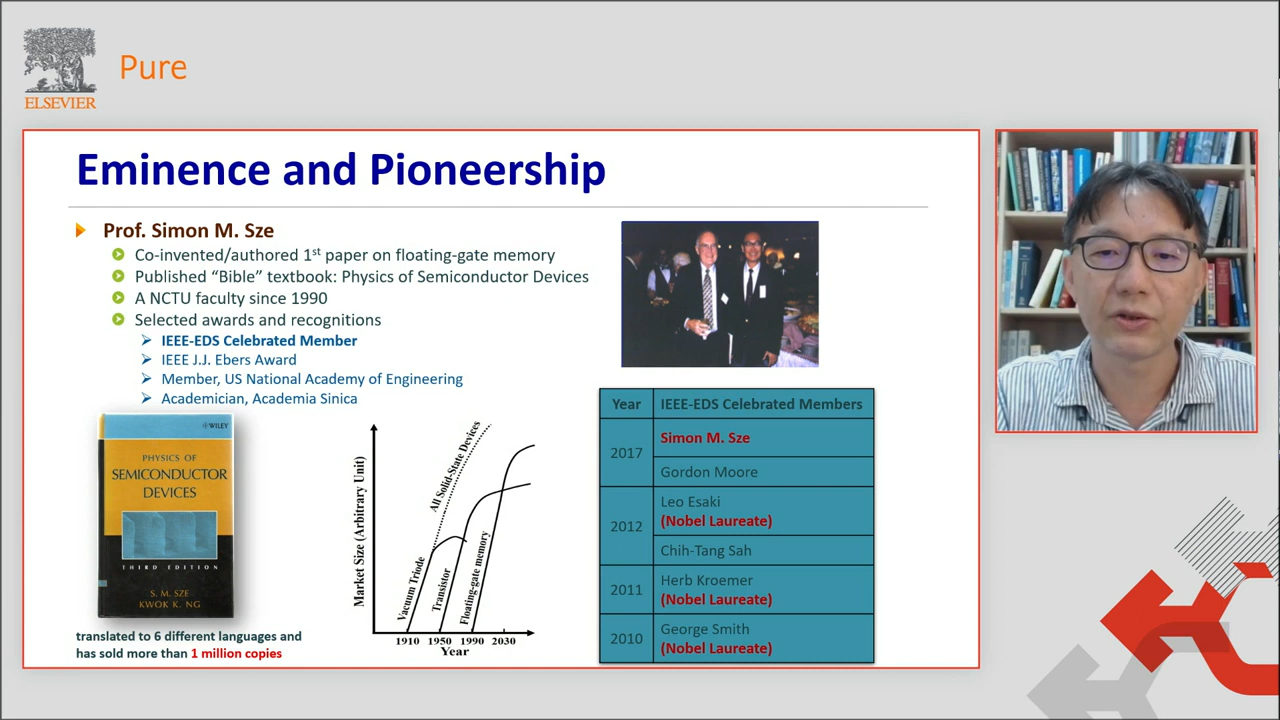 ELSEVIER
Pure
Eminence and Pioneership
Prof. Simon M. Sze
Co-invented/authored 1st paper on floating-gate memory
Published “Bible” textbook: Physics of Semiconductor Devices
A NCTU faculty since 1990
Selected awards and recognitions
IEEE-EDS Celebrated Member
IEEE J.J. Ebers Award
Member, US National Academy of Engineering
Academician, Academia Sinica
WILEY
PHYSICS OF
SEMICONDUCTOR
DEVICES
THIRD EDITION
S. M. SZE
KWOK K. NG
translated to 6 different languages and
has sold more than 1 million copies
Market Size (Arbitrary Unit)
All Solid-State Devices
Vacuum Triode
Transistor
Floating-gate memory
1910 1950 1990 2030
Year
Year IEEE-EDS Celebrated Members
2017
Simon M. Sze
Gordon Moore
2012
Leo Esaki
(Nobel Laureate)
Chih-Tang Sah
2011
Herb Kroemer
(Nobel Laureate)
2010
George Smith
(Nobel Laureate)